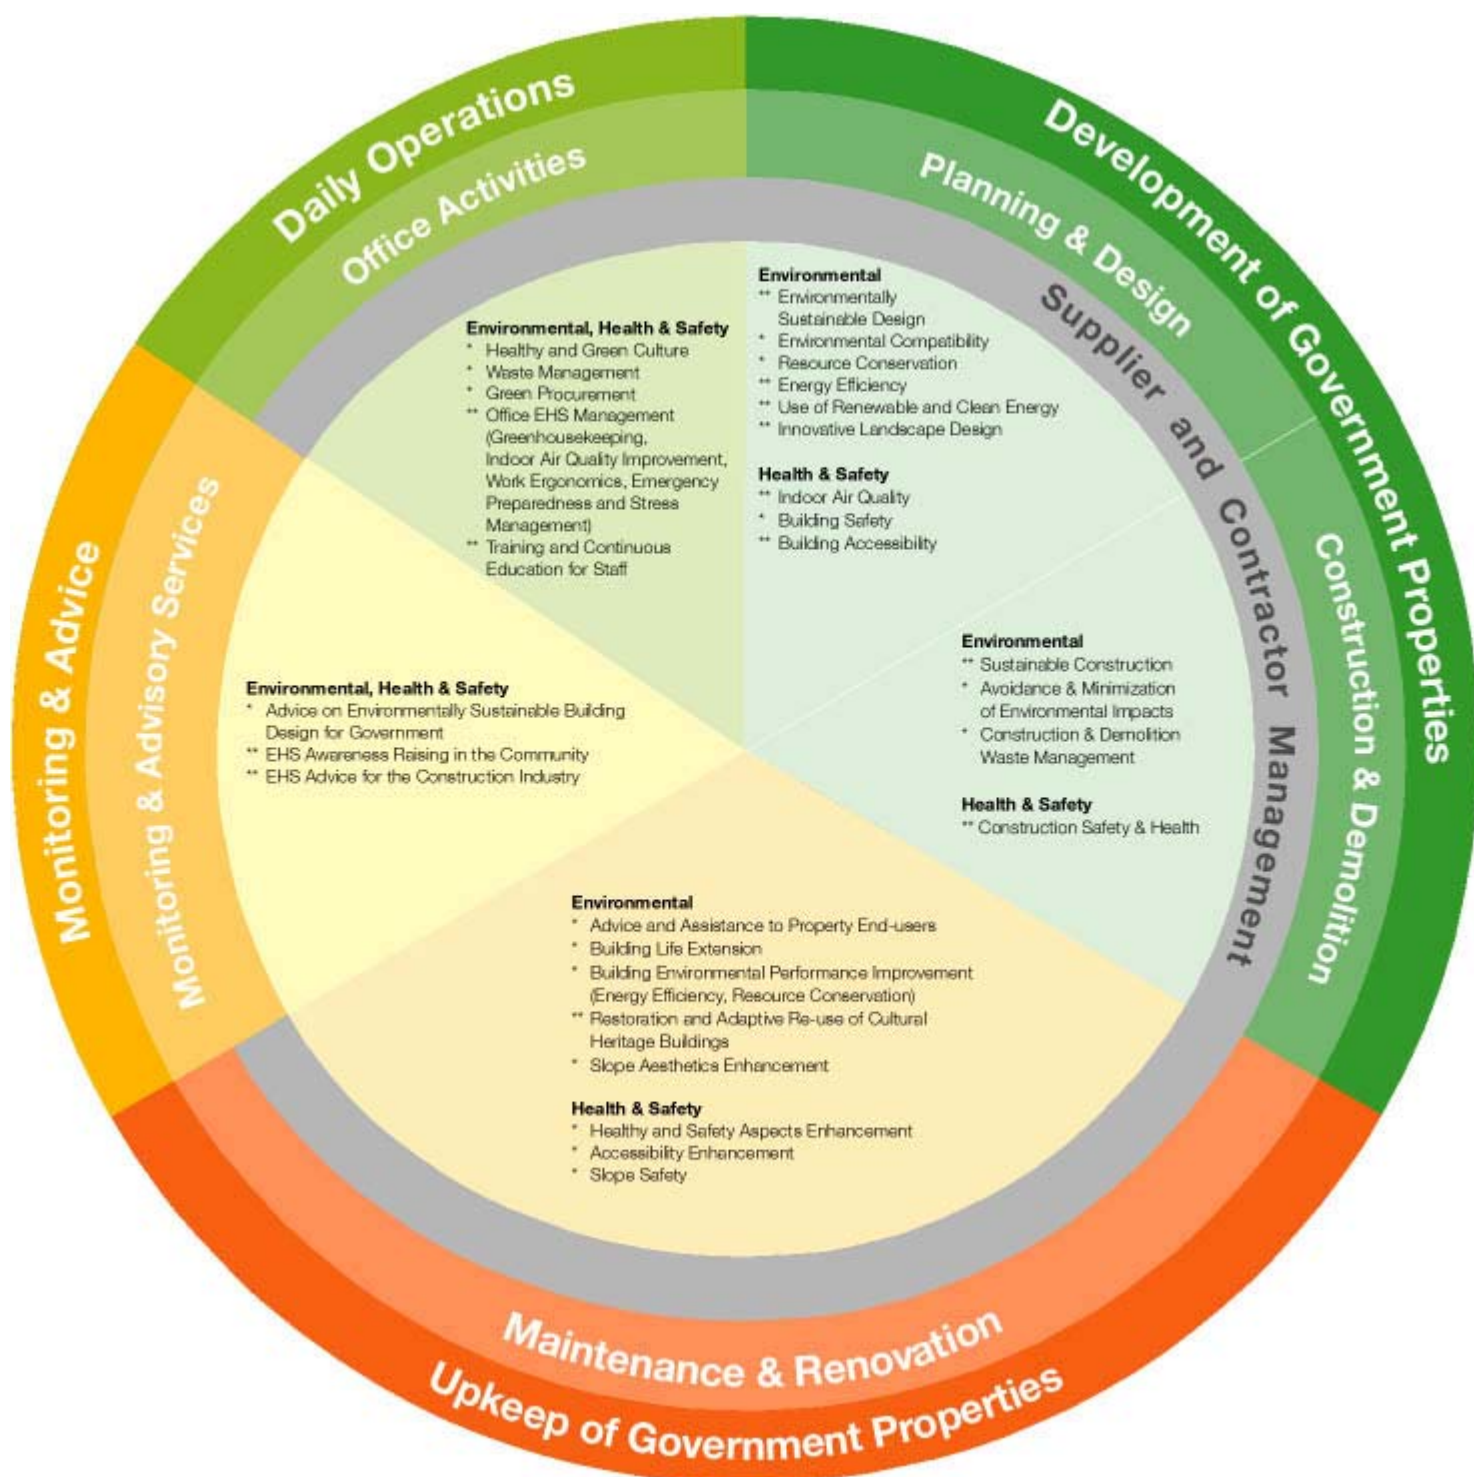 Daily Operations
Office Activities
Development of Government Properties
Planning & Design
Construction & Demolition
Supplier and Contractor Management
Monitoring & Advice
Monitoring & Advisory Services
Maintenance & Renovation
Upkeep of Government Properties
Environmental, Health & Safety
* Healthy and Green Culture
* Waste Management
* Green Procurement
** Office EHS Management
(Greenhousekeeping,
Indoor Air Quality Improvement,
Work Ergonomics, Emergency
Preparedness and Stress
Management)
** Training and Continuous
Education for Staff
Environmental
** Environmentally
Sustainable Design
* Environmental Compatibility
* Resource Conservation
** Energy Efficiency
** Use of Renewable and Clean Energy
** Innovative Landscape Design
Health & Safety
** Indoor Air Quality
* Building Safety
** Building Accessibility
Environmental
** Sustainable Construction
* Avoidance & Minimization
of Environmental Impacts
* Construction & Demolition
Waste Management
Health & Safety
** Construction Safety & Health
Environmental, Health & Safety
* Advice on Environmentally Sustainable Building
Design for Government
** EHS Awareness Raising in the Community
** EHS Advice for the Construction Industry
Environmental
* Advice and Assistance to Property End-users
* Building Life Extension
* Building Environmental Performance Improvement
(Energy Efficiency, Resource Conservation)
** Restoration and Adaptive Re-use of Cultural
Heritage Buildings
* Slope Aesthetics Enhancement
Health & Safety
* Healthy and Safety Aspects Enhancement
* Accessibility Enhancement
* Slope Safety